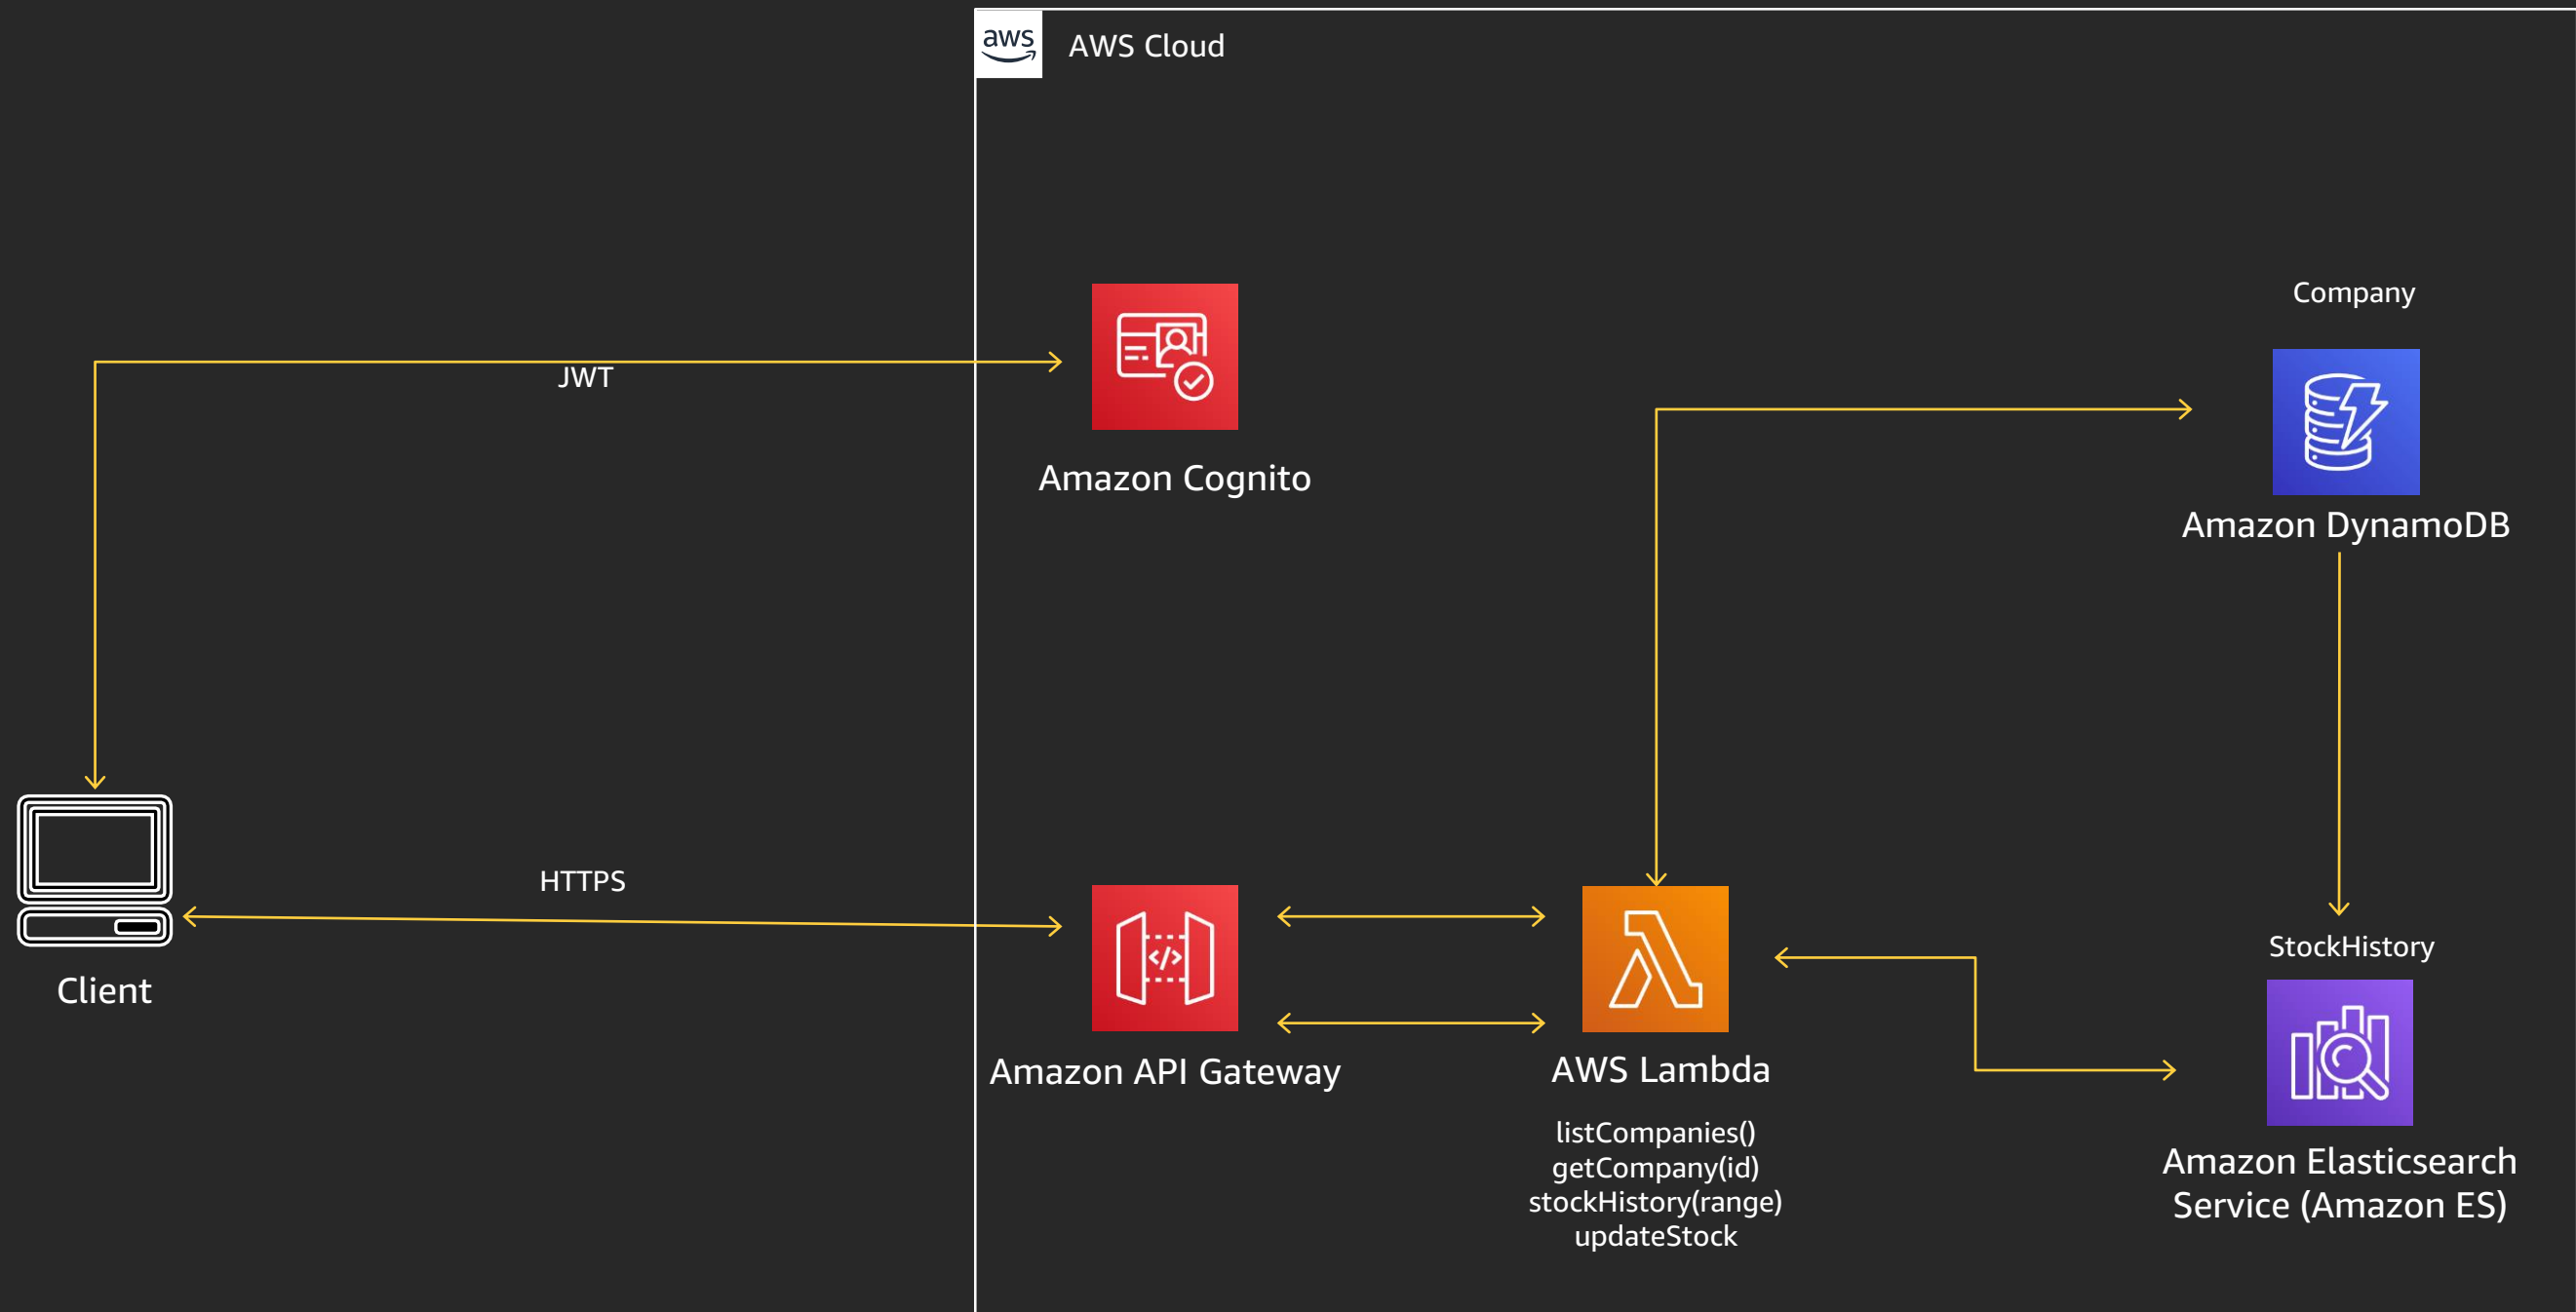 aws
AWS Cloud
JWT
Amazon Cognito
Company
Amazon DynamoDB
HTTPS
Client
Amazon API Gateway
AWS Lambda
listCompanies()
getCompany(id)
stockHistory(range)
updateStock
StockHistory
Amazon Elasticsearch
Service (Amazon ES)